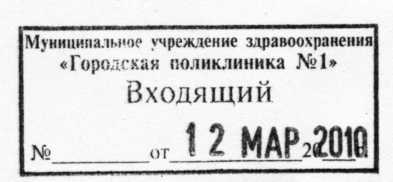 Муниципальное учреждение здравоохранения
«Городская поликлиника №1»
Входящий
№ от 12 МАР. 2010